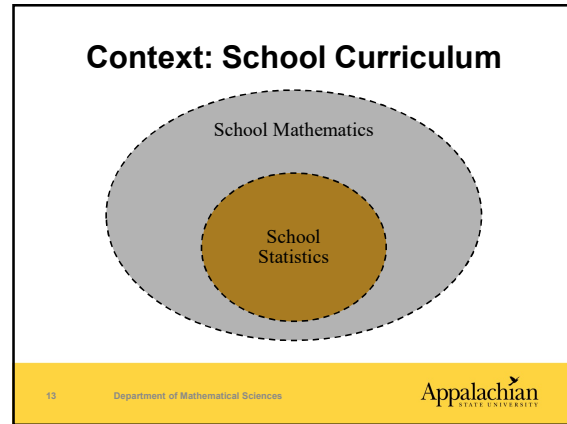 Context: School Curriculum
School Mathematics
School
Statistics
13
Department of Mathematical Sciences
Appalachian
STATE UNIVERSITY